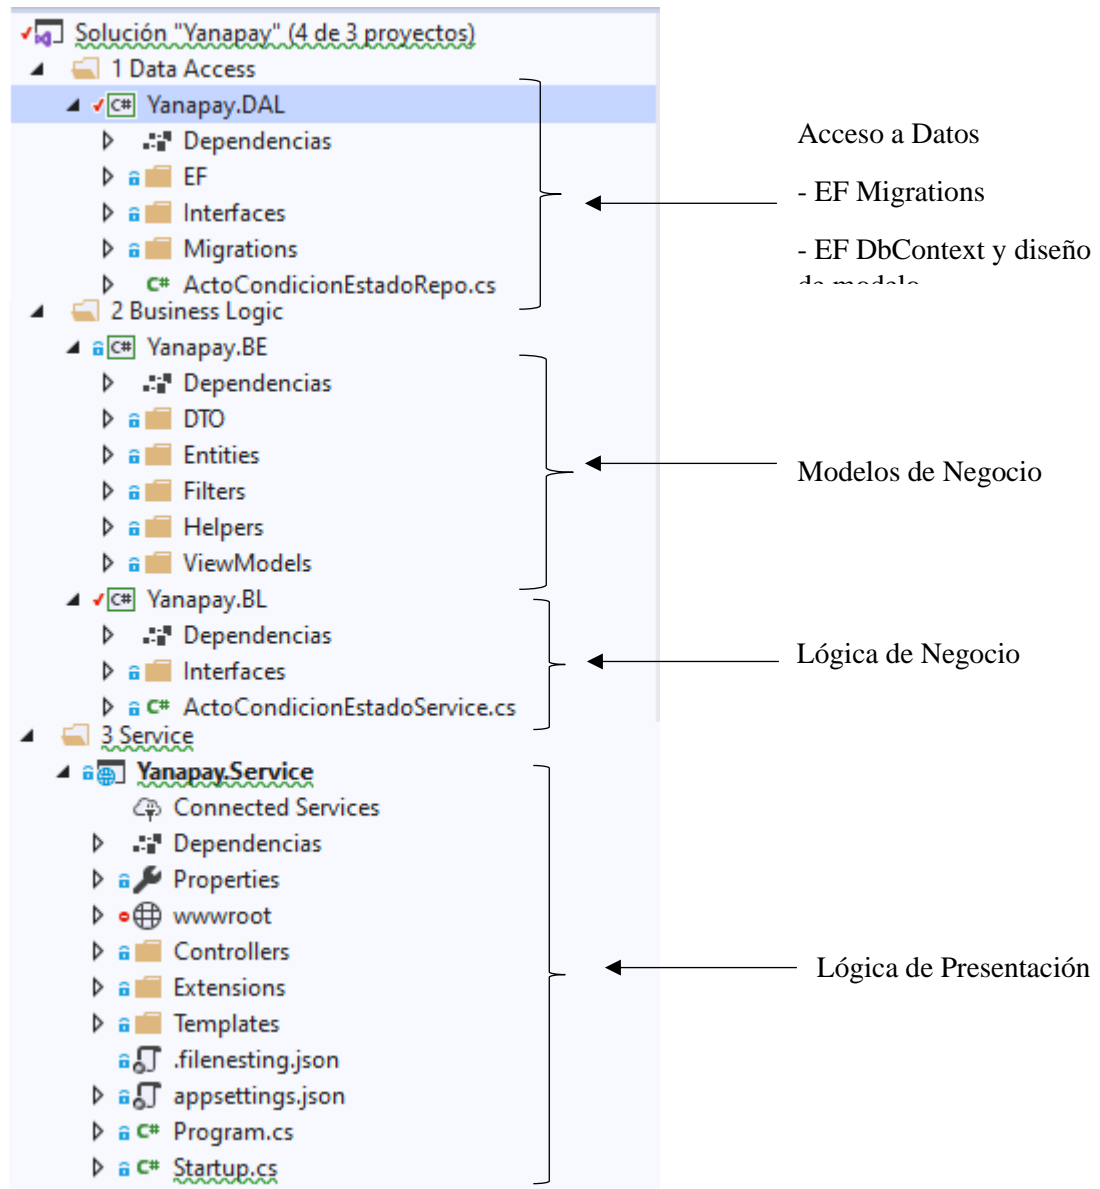 Solución "Yanapay" (4 de 3 proyectos)
1 Data Access
Yanapay.DAL
Dependencias
EF
Interfaces
Migrations
ActoCondicionEstadoRepo.cs
Acceso a Datos
- EF Migrations
- EF DbContext y diseño
de modelo
2 Business Logic
Yanapay.BE
Dependencias
DTO
Entities
Filters
Helpers
ViewModels
Modelos de Negocio
Yanapay.BL
Dependencias
Interfaces
ActoCondicionEstadoService.cs
Lógica de Negocio
3 Service
Yanapay.Service
Connected Services
Dependencias
Properties
wwwroot
Controllers
Extensions
Templates
.filenesting.json
appsettings.json
Program.cs
Startup.cs
Lógica de Presentación